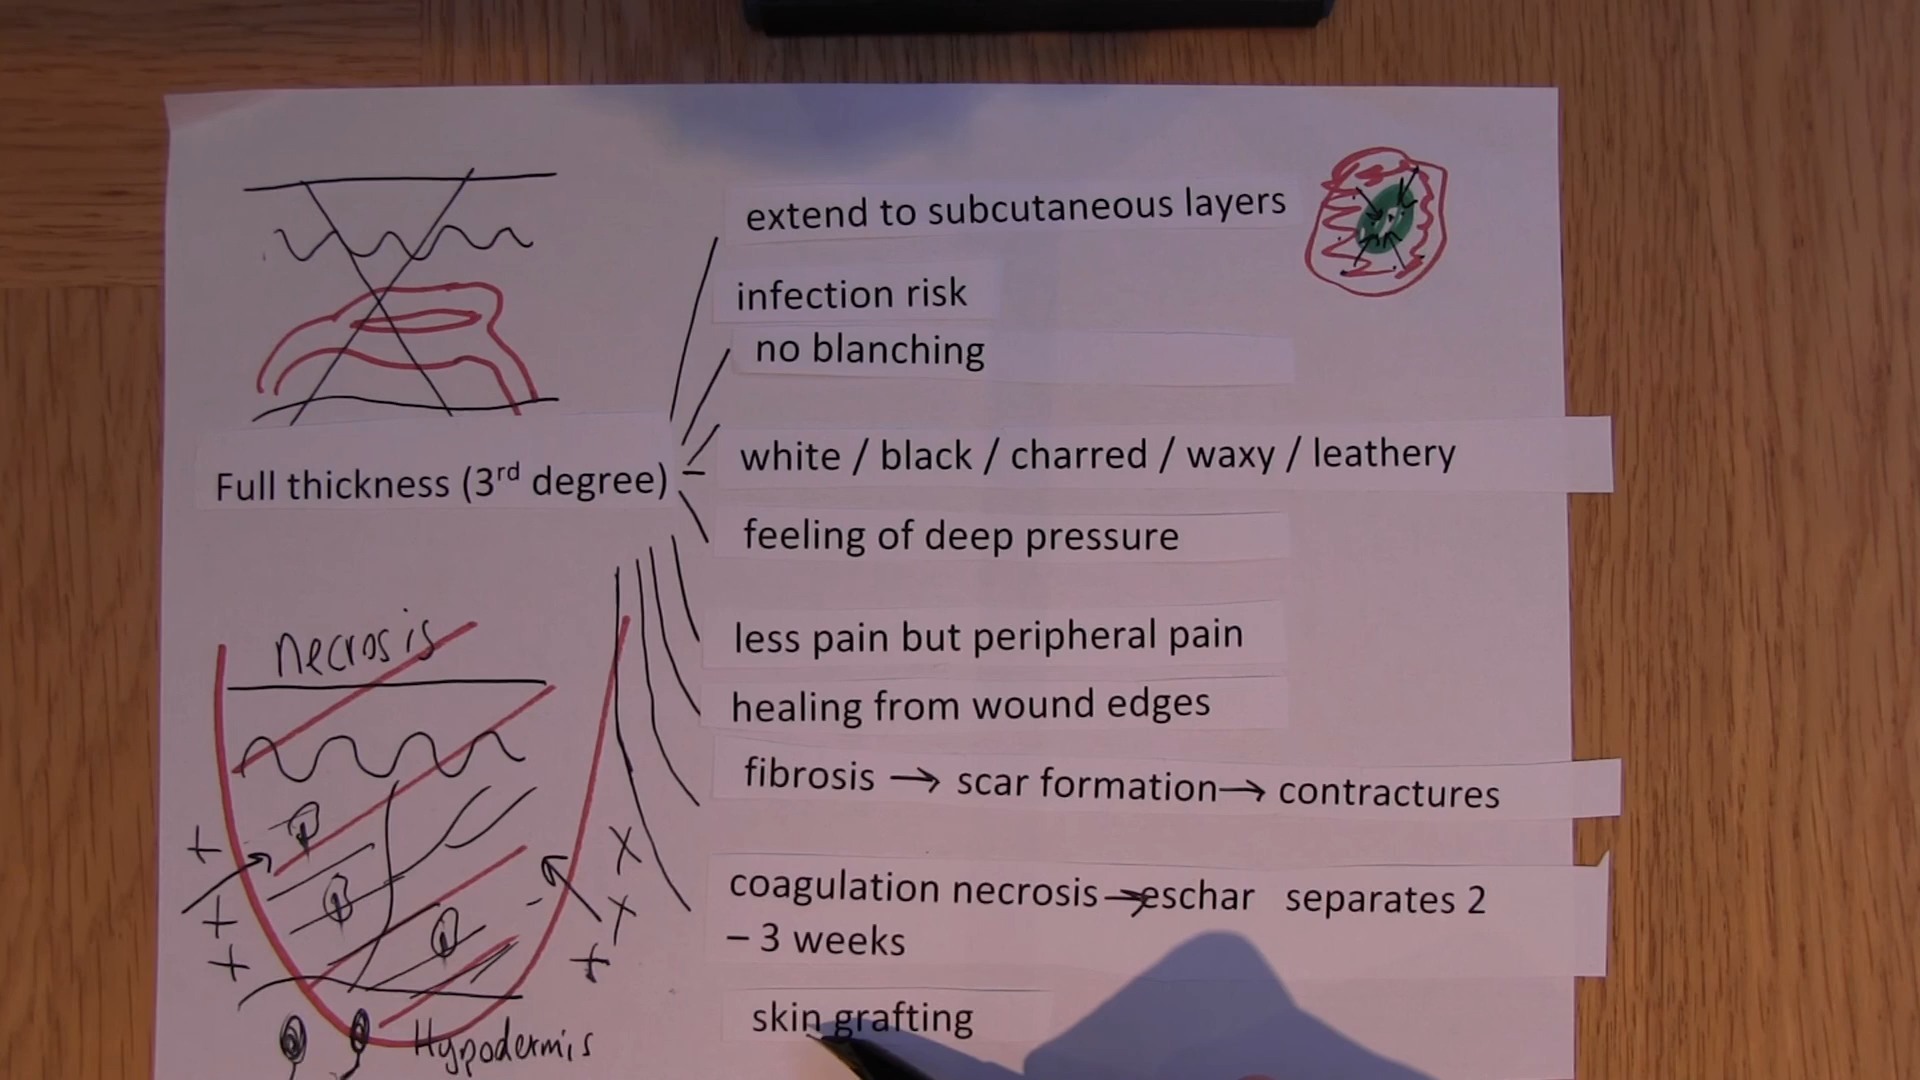 extend to subcutaneous layers
infection risk
no blanching
Full thickness (3rd degree)
white / black / charred / waxy / leathery
feeling of deep pressure
less pain but peripheral pain
healing from wound edges
fibrosis → scar formation → contractures
coagulation necrosis → eschar separates 2
– 3 weeks
skin grafting
necrosis
Hypodermis